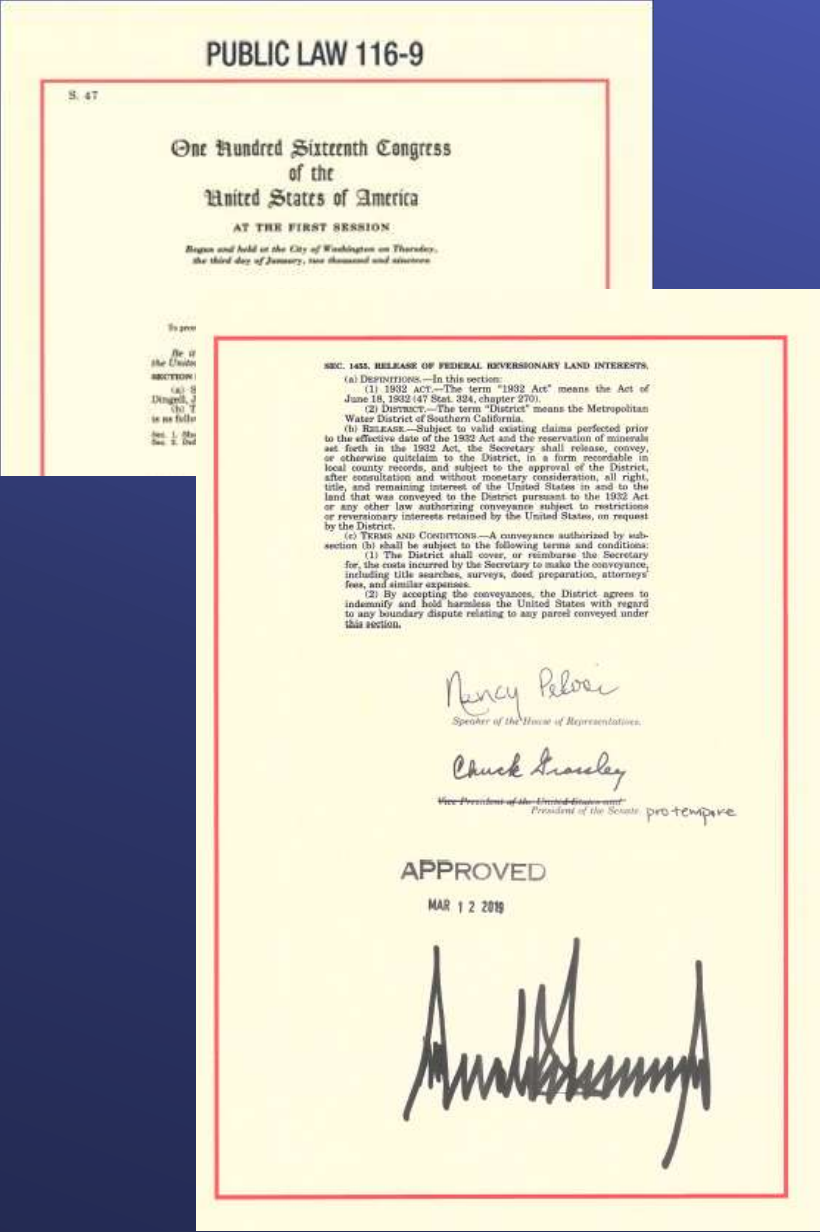 PUBLIC LAW 116-9
S. 47
One Hundred Sixteenth Congress
of the
United States of America
AT THE FIRST SESSION
Begun and held at the City of Washington on Thursday,
the third day of January, two thousand and nineteen
To
Be it
the
SECTION
(a) S
Dingell, J
(b) T
is as
Sec. 1.
Sec. 2.
SEC. 1455. RELEASE OF FEDERAL REVERSIONARY LAND INTERESTS.
(a) DEFINITIONS.—In this section:
(1) 1932 ACT.—The term “1932 Act” means the Act of
June 18, 1932 (47 Stat. 324, chapter 270).
(2) DISTRICT.—The term “District” means the Metropolitan
Water District of Southern California.
(b) RELEASE.—Subject to valid existing claims perfected prior
to the effective date of the 1932 Act and the reservation of minerals
set forth in the 1932 Act, the Secretary shall release, convey,
or otherwise quitclaim to the District, in a form recordable in
local county records, and subject to the approval of the District,
after consultation and without monetary consideration, all right,
title, and remaining interest of the United States in and to the
land that was conveyed to the District pursuant to the 1932 Act
or any other law authorizing conveyance subject to restrictions
or reversionary interests retained by the United States, on request
by the District.
(c) TERMS AND CONDITIONS.—A conveyance authorized by sub-
section (b) shall be subject to the following terms and conditions:
(1) The District shall cover, or reimburse the Secretary
for, the costs incurred by the Secretary to make the conveyance,
including title searches, surveys, deed preparation, attorneys’
fees, and similar expenses.
(2) By accepting the conveyances, the District agrees to
indemnify and hold harmless the United States with regard
to any boundary dispute relating to any parcel conveyed under
this section.
Nancy Pelosi
Speaker of the House of Representatives.
Chuck Grassley
Vice President of the United States and
President of the Senate. pro tempore
APPROVED
MAR 12 2019